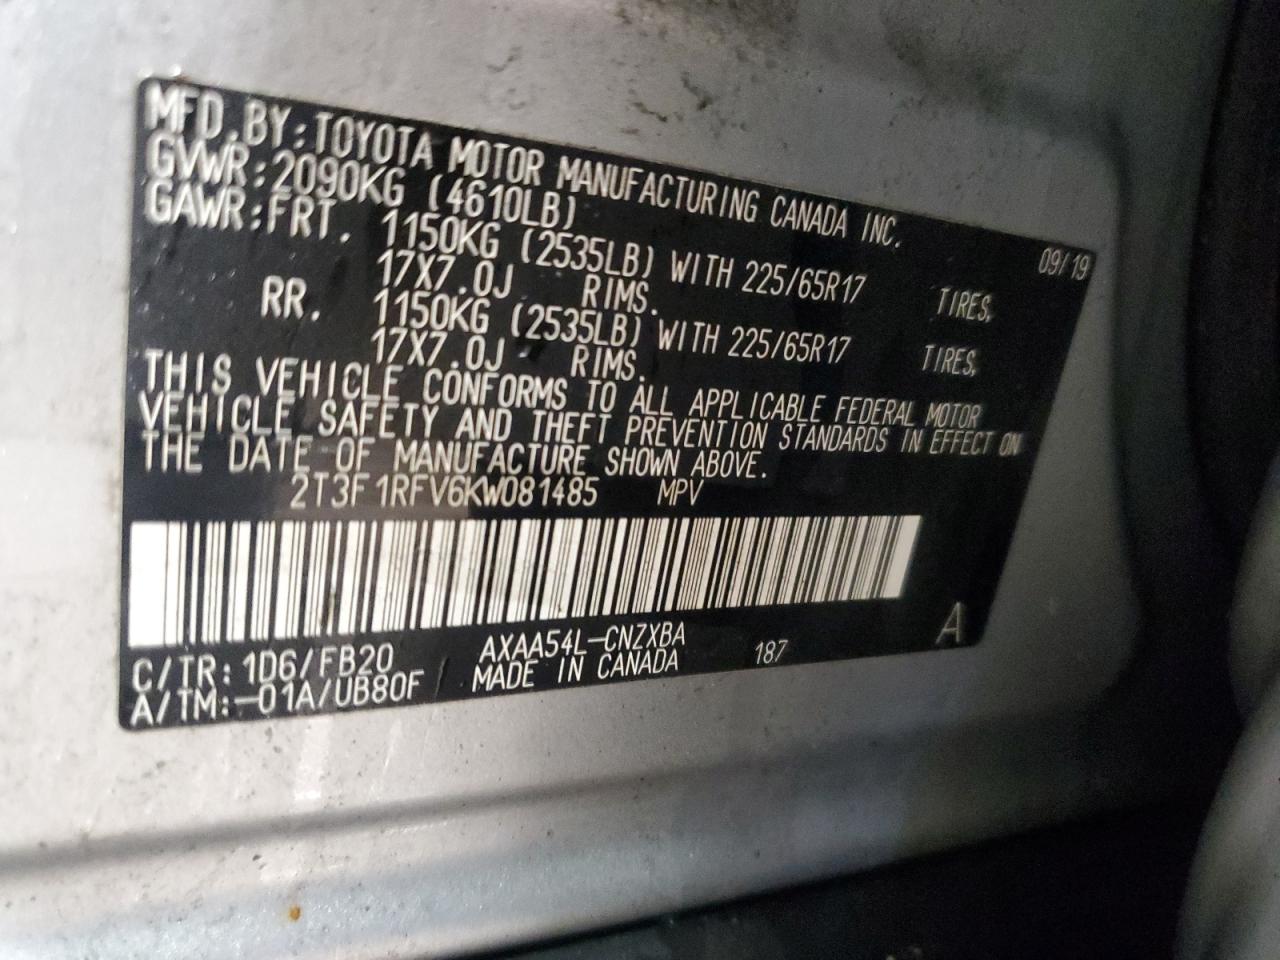 MFD.BY:TOYOTA MOTOR MANUFACTURING CANADA INC.
GVWR:2090KG (4610LB) 09/19
GAWR:FRT. 1150KG (2535LB) WITH 225/65R17 TIRES,
17X7.0J RIMS.
RR. 1150KG (2535LB) WITH 225/65R17 TIRES,
17X7.0J RIMS.
THIS VEHICLE CONFORMS TO ALL APPLICABLE FEDERAL MOTOR
VEHICLE SAFETY AND THEFT PREVENTION STANDARDS IN EFFECT ON
THE DATE OF MANUFACTURE SHOWN ABOVE.
2T3F1RFV6KW081485 MPV
C/TR:1D6/FB20 AXAA54L-CNZXBA 187 A
A/TM:-01A/UB80F MADE IN CANADA